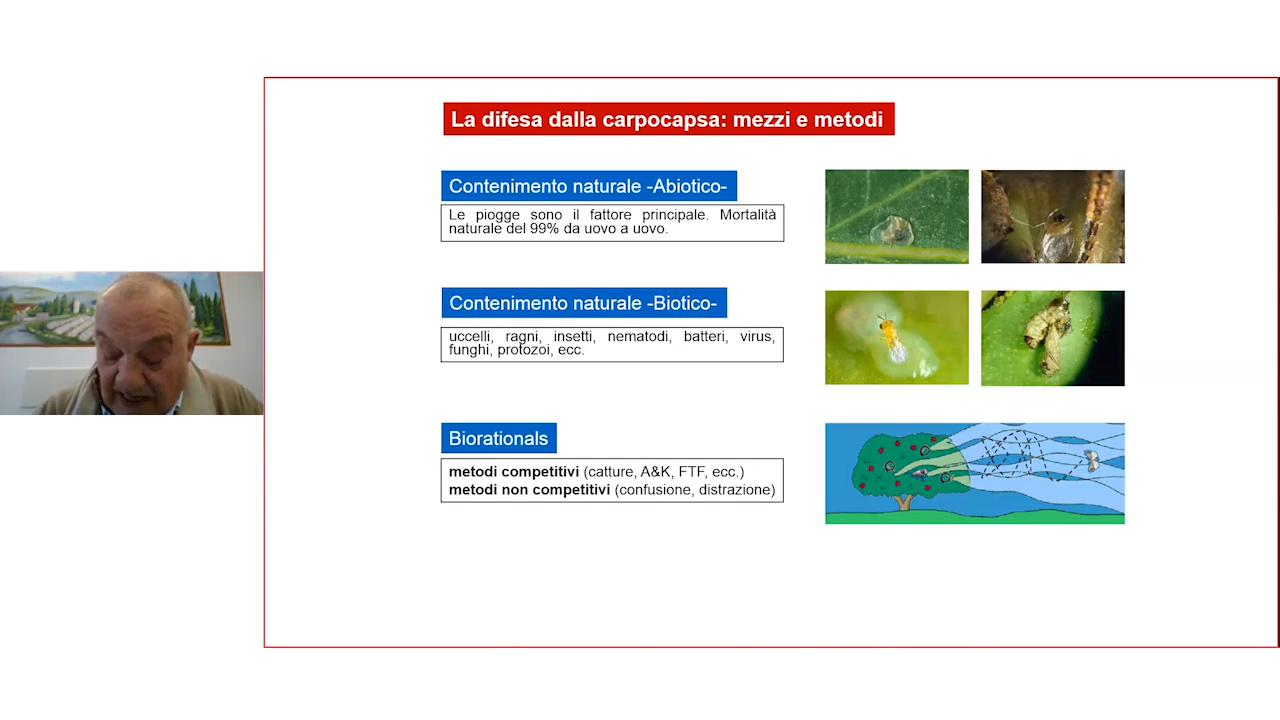 La difesa dalla carpocapsa: mezzi e metodi
Contenimento naturale -Abiotico-
Le piogge sono il fattore principale. Mortalità
naturale del 99% da uovo a uovo.
Contenimento naturale -Biotico-
uccelli, ragni, insetti, nematodi, batteri, virus,
funghi, protozoi, ecc.
Biorationals
metodi competitivi (catture, A&K, FTF, ecc.)
metodi non competitivi (confusione, distrazione)